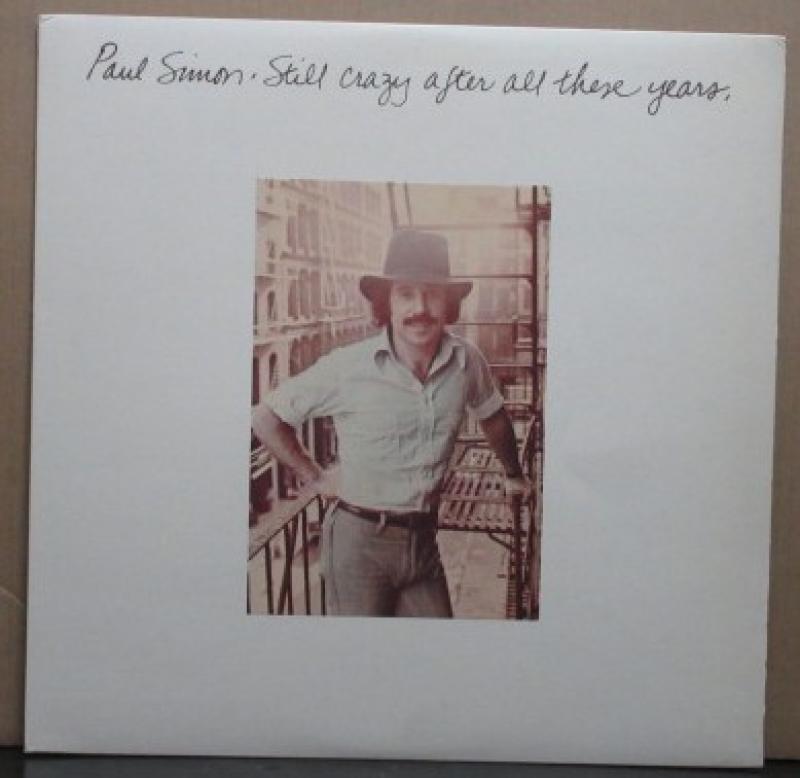 Paul Simon. Still crazy after all these years.